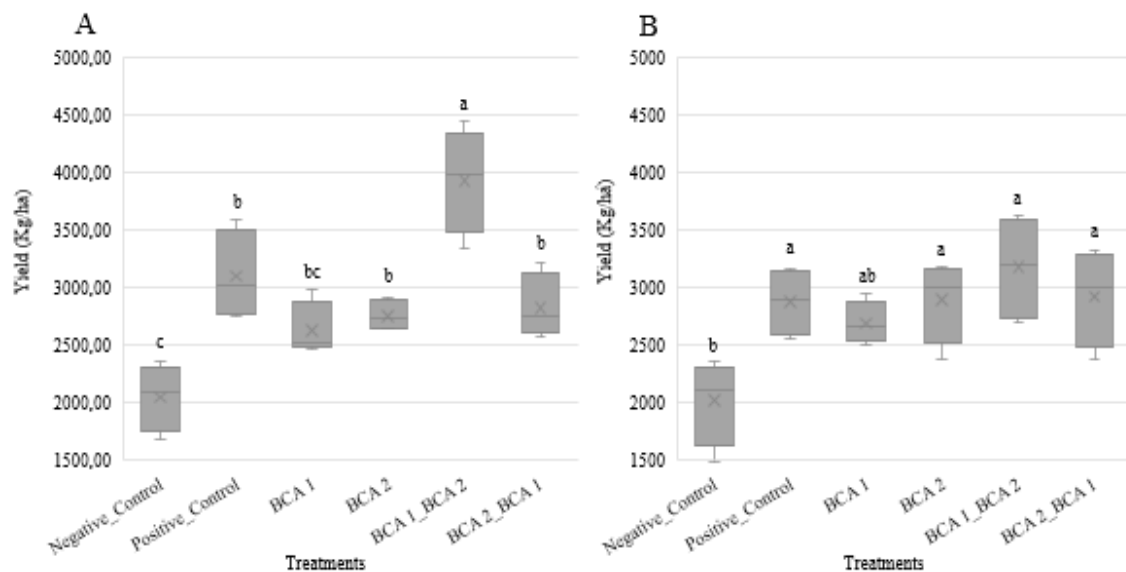 A
5000,00
4500,00
4000,00
3500,00
3000,00
2500,00
2000,00
1500,00
Yield (Kg/ha)
c
b
bc
b
a
b
Negative_Control
Positive_Control
BCA 1
BCA 2
BCA 1_BCA 2
BCA 2_BCA 1
Treatments
B
5000
4500
4000
3500
3000
2500
2000
1500
Yield (Kg/ha)
b
a
ab
a
a
a
Negative_Control
Positive_Control
BCA 1
BCA 2
BCA 1_BCA 2
BCA 2_BCA 1
Treatments